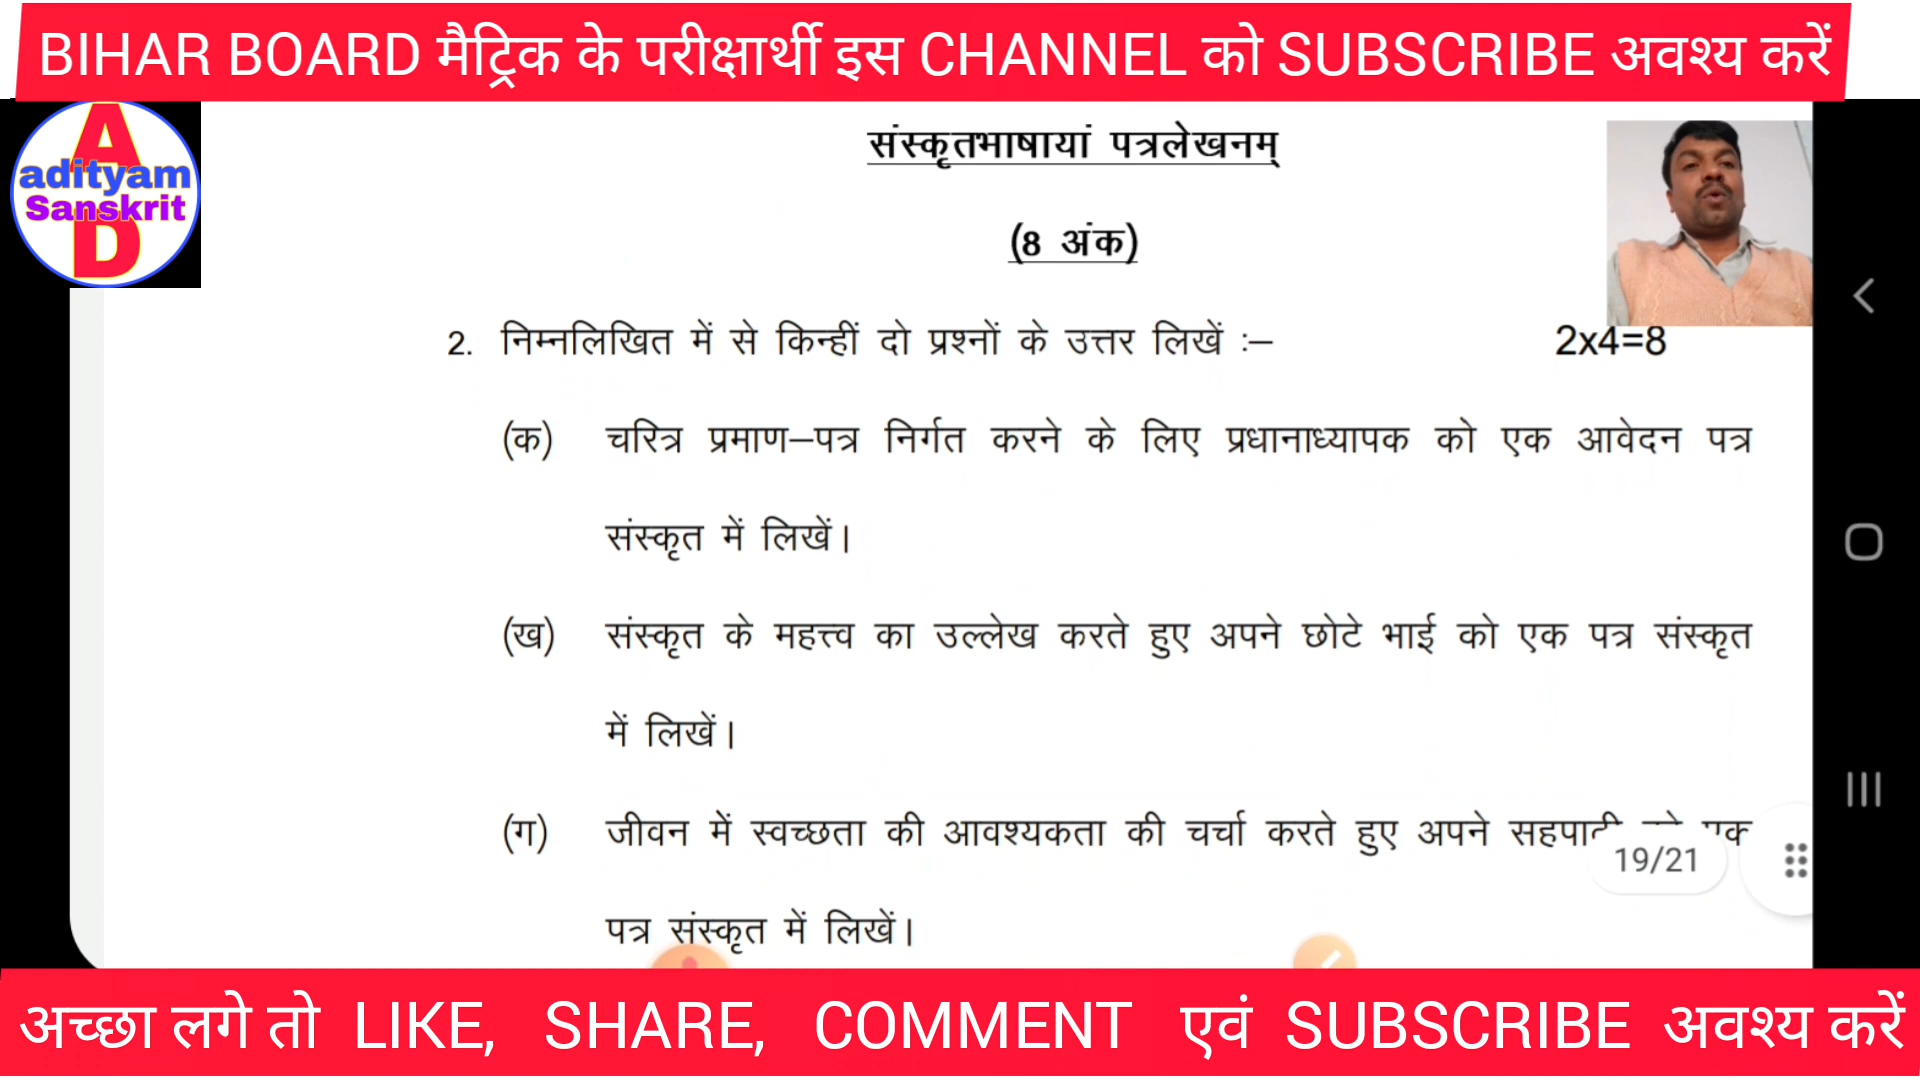 BIHAR BOARD मैट्रिक के परीक्षार्थी इस CHANNEL को SUBSCRIBE अवश्य करें
A
adityam
Sanskrit
D
संस्कृतभाषायां पत्रलेखनम्
(8 अंक)
2. निम्नलिखित में से किन्हीं दो प्रश्नों के उत्तर लिखें :– 2x4=8
(क) चरित्र प्रमाण–पत्र निर्गत करने के लिए प्रधानाध्यापक को एक आवेदन पत्र
संस्कृत में लिखें।
(ख) संस्कृत के महत्त्व का उल्लेख करते हुए अपने छोटे भाई को एक पत्र संस्कृत
में लिखें।
(ग) जीवन में स्वच्छता की आवश्यकता की चर्चा करते हुए अपने
19/21
पत्र संस्कृत में लिखें।
अच्छा लगे तो LIKE, SHARE, COMMENT एवं SUBSCRIBE अवश्य करें